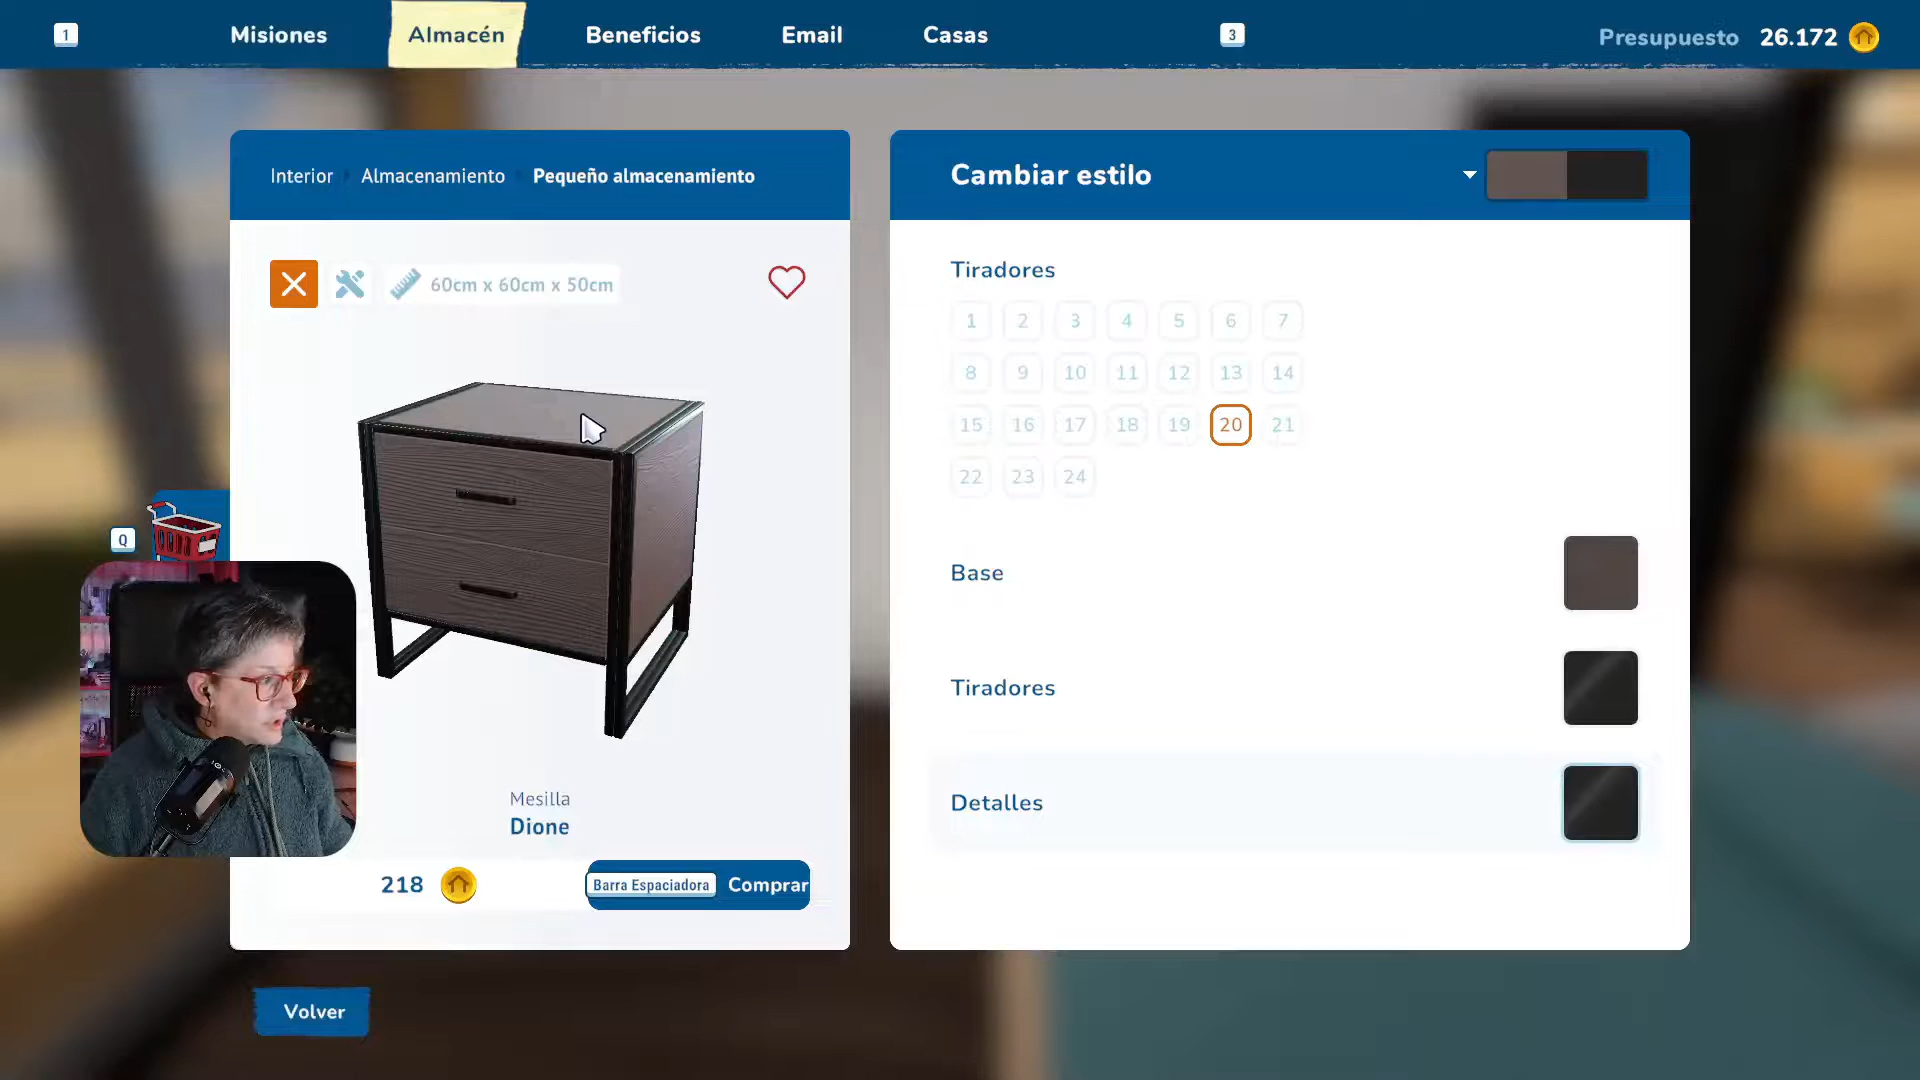 1
Misiones
Almacén
Beneficios
Email
Casas
3
Presupuesto 26.172
Interior Almacenamiento Pequeño almacenamiento
60cm x 60cm x 50cm
Q
Mesilla
Dione
218
Barra Espaciadora Comprar
Volver
Cambiar estilo
Tiradores
1 2 3 4 5 6 7
8 9 10 11 12 13 14
15 16 17 18 19 20 21
22 23 24
Base
Tiradores
Detalles